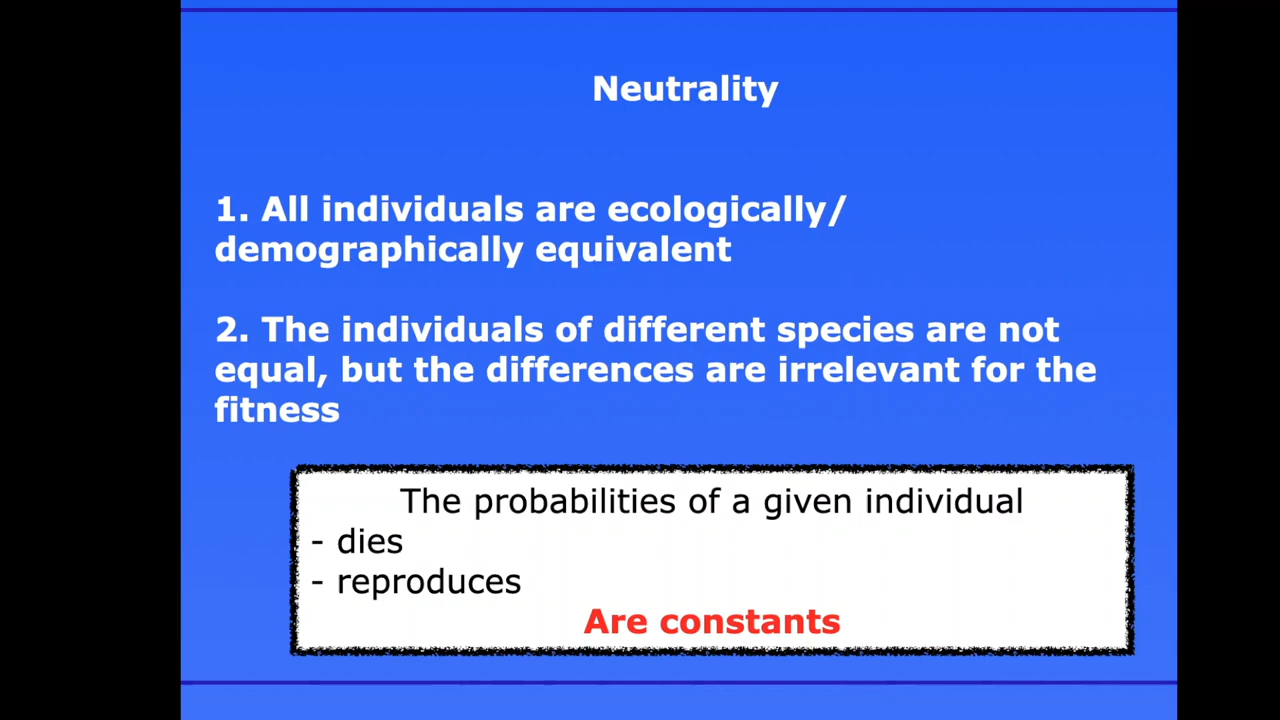 Neutrality
1. All individuals are ecologically/
demographically equivalent
2. The individuals of different species are not
equal, but the differences are irrelevant for the
fitness
The probabilities of a given individual
- dies
- reproduces
Are constants